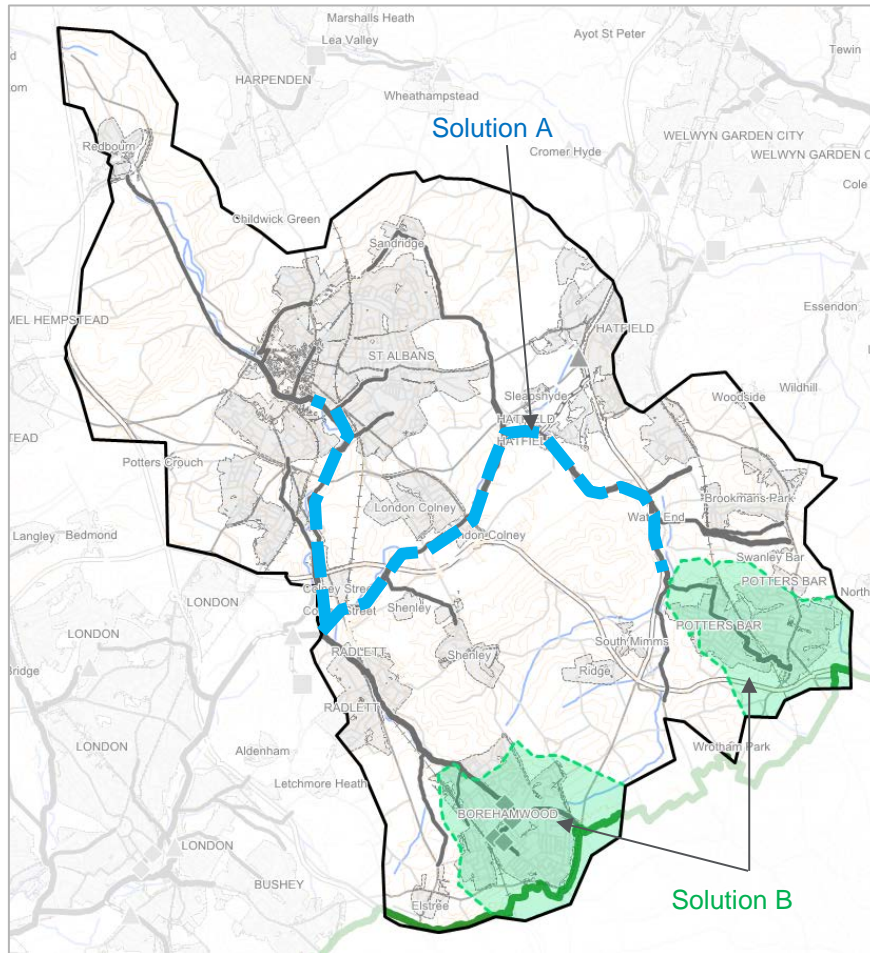 Marshalls Heath
Ayot St Peter
Lea Valley
Tewin
HARPENDEN
Wheathampstead
Solution A
WELWYN GARDEN CITY
Cromer Hyde
WELWYN GARDEN C
Redbourn
Cole
Childwick Green
Sandridge
Essendon
MEL HEMPSTEAD
HATFIELD
ST ALBANS
Wildhill
Sleapshyde
Woodside
HATFIELD
TEAD
Potters Crouch
Brookmans Park
London Colney
Langley
Bedmond
London Colney
Swanley Bar
POTTERS BAR
North
LONDON
Colney Street
Shenley
POTTERS BAR
LONDON
South Mimms
RADLETT
Shenley
Ridge
Bridge
RADLETT
LONDON
Aldenham
Wrotham Park
Letchmore Heath
BOREHAMWOOD
LONDON
BUSHEY
Elstree
Solution B